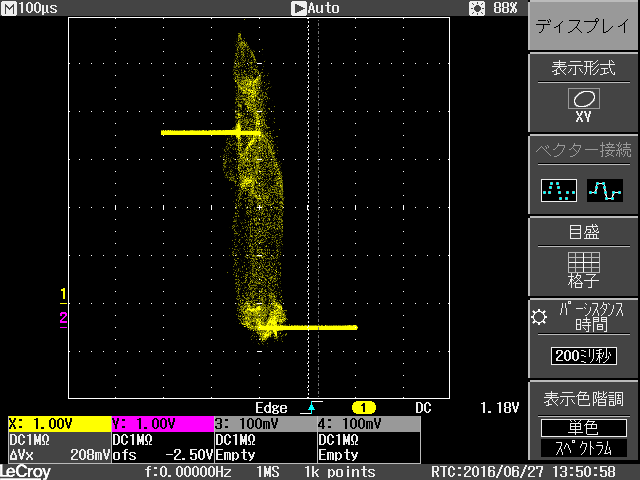 M 100μs Auto 88%
ディスプレイ
表示形式
XY
ベクター接続
目盛
格子
パーシスタンス
時間
200ミリ秒
表示色階調
単色
スペクトラム
1
2
Edge 1 DC 1.18V
X: 1.00V Y: 1.00V 3: 100mV 4: 100mV
DC1MΩ DC1MΩ DC1MΩ DC1MΩ
ΔVx 208mV ofs -2.50V Empty Empty
LeCroy f:0.00000Hz 1MS 1k points RTC:2016/06/27 13:50:58